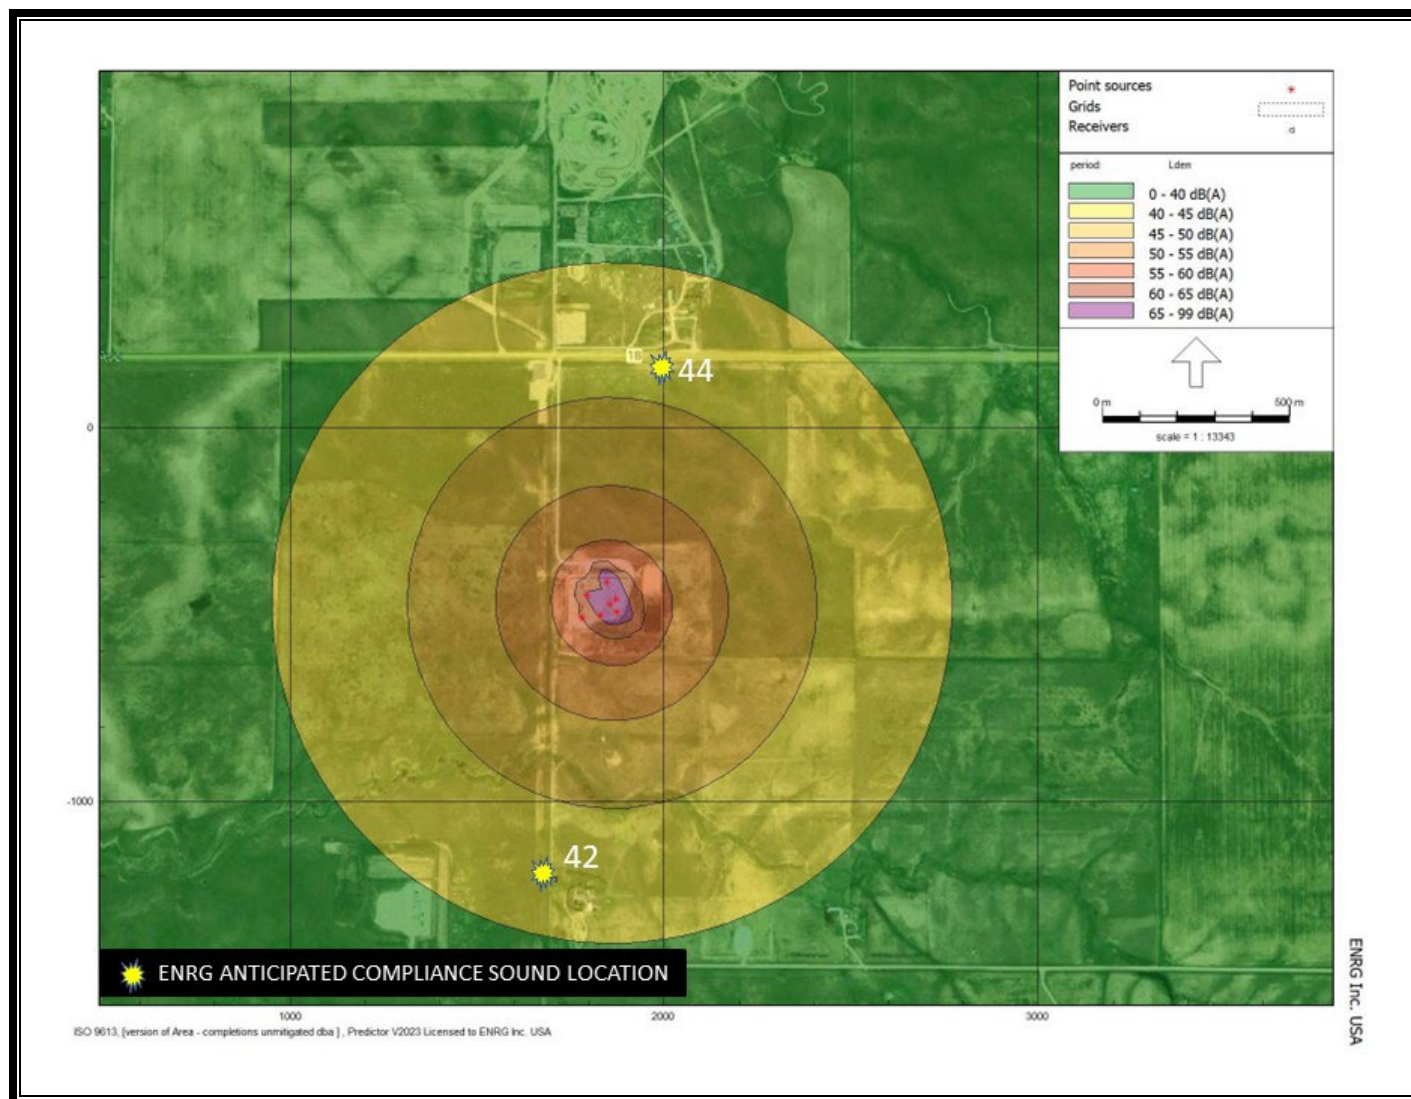 Point sources
Grids
Receivers
period: Lden
0 - 40 dB(A)
40 - 45 dB(A)
45 - 50 dB(A)
50 - 55 dB(A)
55 - 60 dB(A)
60 - 65 dB(A)
65 - 99 dB(A)
0 m 500 m
scale = 1 : 13343
18
44
0
-1000
42
ENRG ANTICIPATED COMPLIANCE SOUND LOCATION
1000 2000 3000
ISO 9613, [version of Area - completions unmitigated dba ] , Predictor V2023 Licensed to ENRG Inc. USA
ENRG Inc. USA